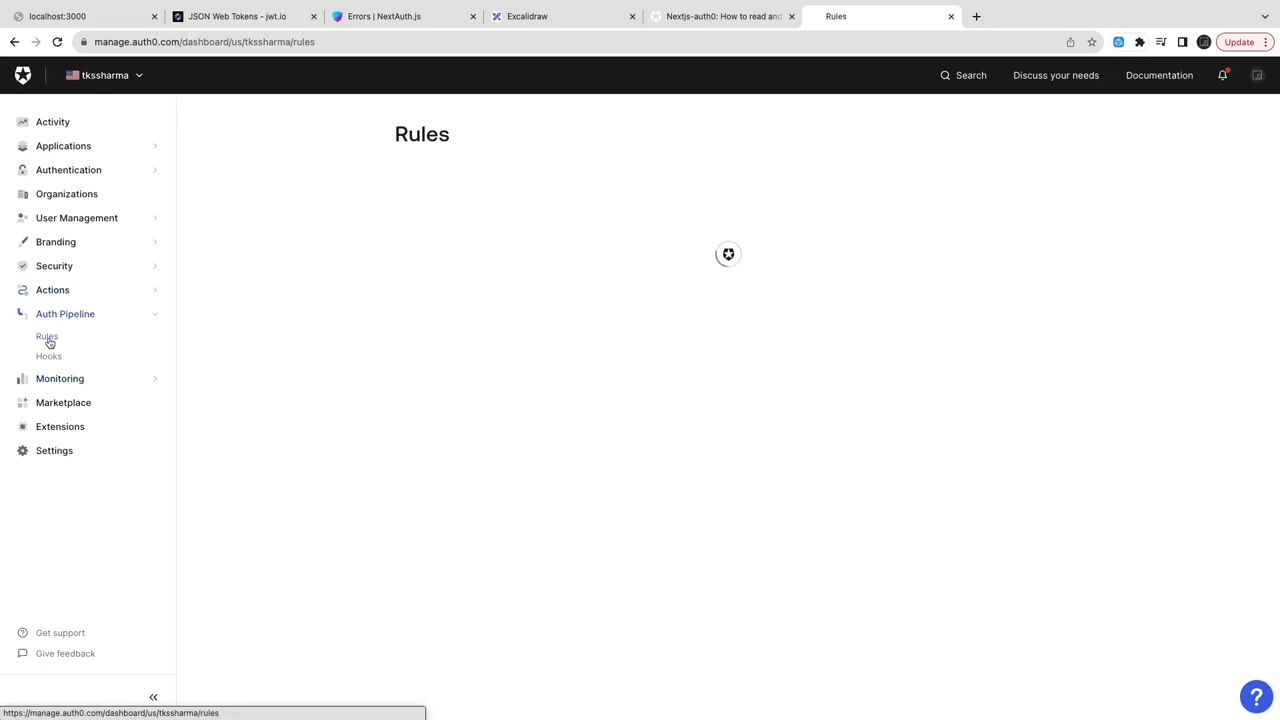 localhost:3000
JSON Web Tokens - jwt.io
Errors | NextAuth.js
Excalidraw
Nextjs-auth0: How to read and
Rules
manage.auth0.com/dashboard/us/tkssharma/rules
Update
tkssharma
Search
Discuss your needs
Documentation
Activity
Applications
Authentication
Organizations
User Management
Branding
Security
Actions
Auth Pipeline
Rules
Hooks
Monitoring
Marketplace
Extensions
Settings
Get support
Give feedback
Rules
https://manage.auth0.com/dashboard/us/tkssharma/rules
?